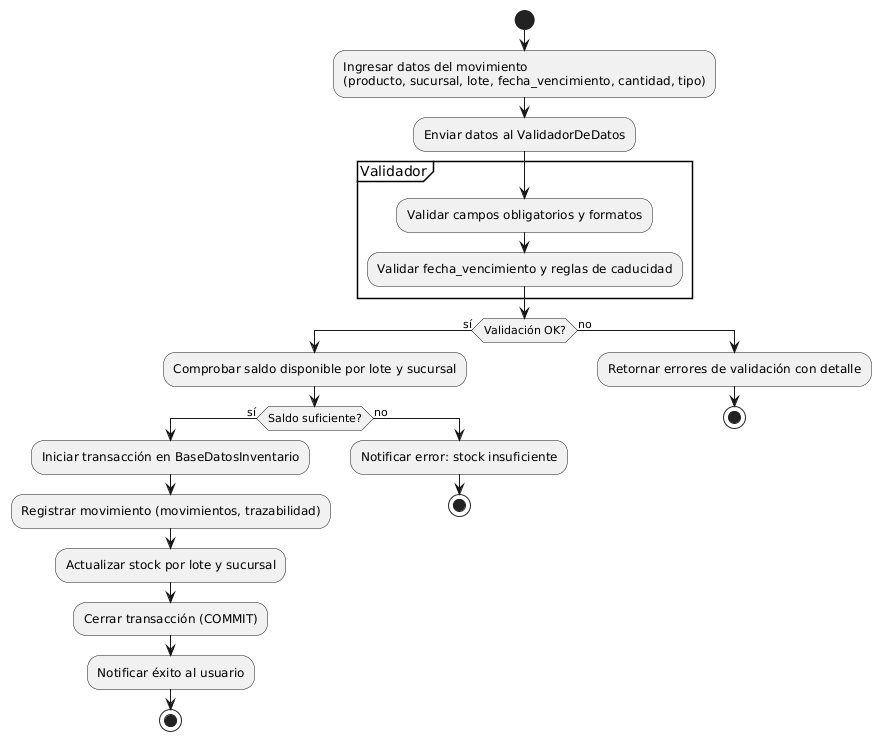 Ingresar datos del movimiento
(producto, sucursal, lote, fecha_vencimiento, cantidad, tipo)
Enviar datos al ValidadorDeDatos
Validador
Validar campos obligatorios y formatos
Validar fecha_vencimiento y reglas de caducidad
sí
Validación OK?
no
Comprobar saldo disponible por lote y sucursal
Retornar errores de validación con detalle
sí
Saldo suficiente?
no
Iniciar transacción en BaseDatosInventario
Notificar error: stock insuficiente
Registrar movimiento (movimientos, trazabilidad)
Actualizar stock por lote y sucursal
Cerrar transacción (COMMIT)
Notificar éxito al usuario